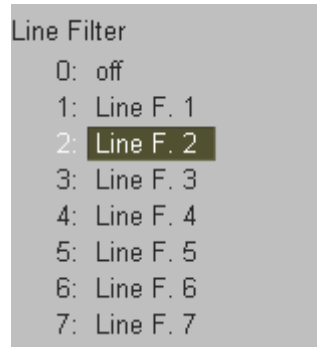 Line Filter
0: off
1: Line F. 1
2: Line F. 2
3: Line F. 3
4: Line F. 4
5: Line F. 5
6: Line F. 6
7: Line F. 7